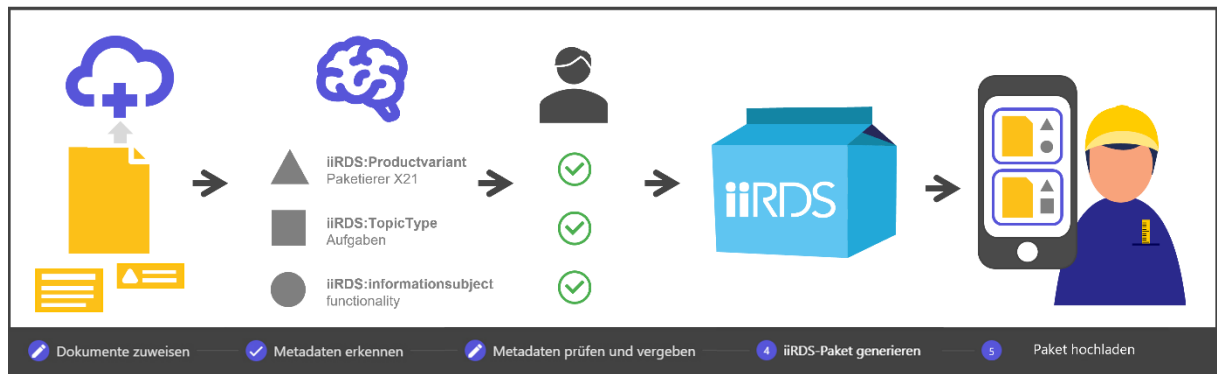 iiRDS:Productvariant
Paketierer X21
iiRDS:TopicType
Aufgaben
iiRDS:informationsubject
functionality
iiRDS
Dokumente zuweisen
Metadaten erkennen
Metadaten prüfen und vergeben
4 iiRDS-Paket generieren
5 Paket hochladen